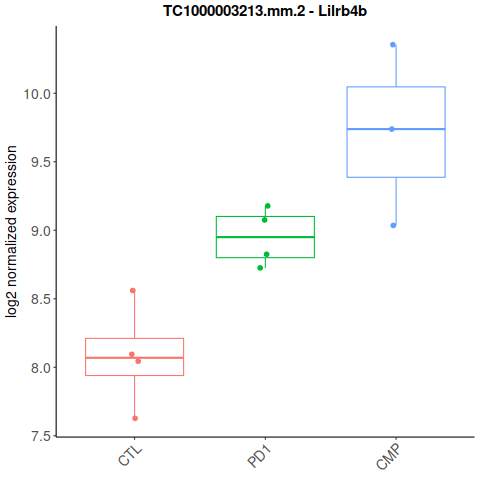 TC1000003213.mm.2 - Lilrb4b
log2 normalized expression
10.0
9.5
9.0
8.5
8.0
7.5
CTL
PD1
CMP